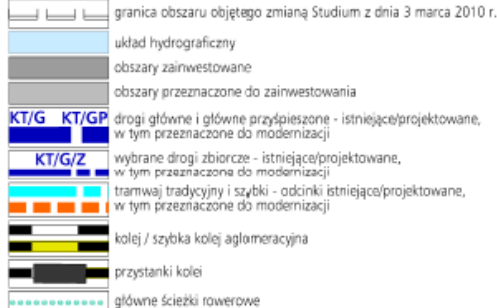 granica obszaru objętego zmianą Studium z dnia 3 marca 2010 r.
układ hydrograficzny
obszary zainwestowane
obszary przeznaczone do zainwestowania
KT/G KT/GP drogi główne i główne przyśpieszone - istniejące/projektowane,
w tym przeznaczone do modernizacji
KT/G/Z wybrane drogi zbiorcze - istniejące/projektowane,
w tym przeznaczone do modernizacji
tramwaj tradycyjny i szybki - odcinki istniejące/projektowane,
w tym przeznaczone do modernizacji
kolej / szybka kolej aglomeracyjna
przystanki kolei
główne ścieżki rowerowe